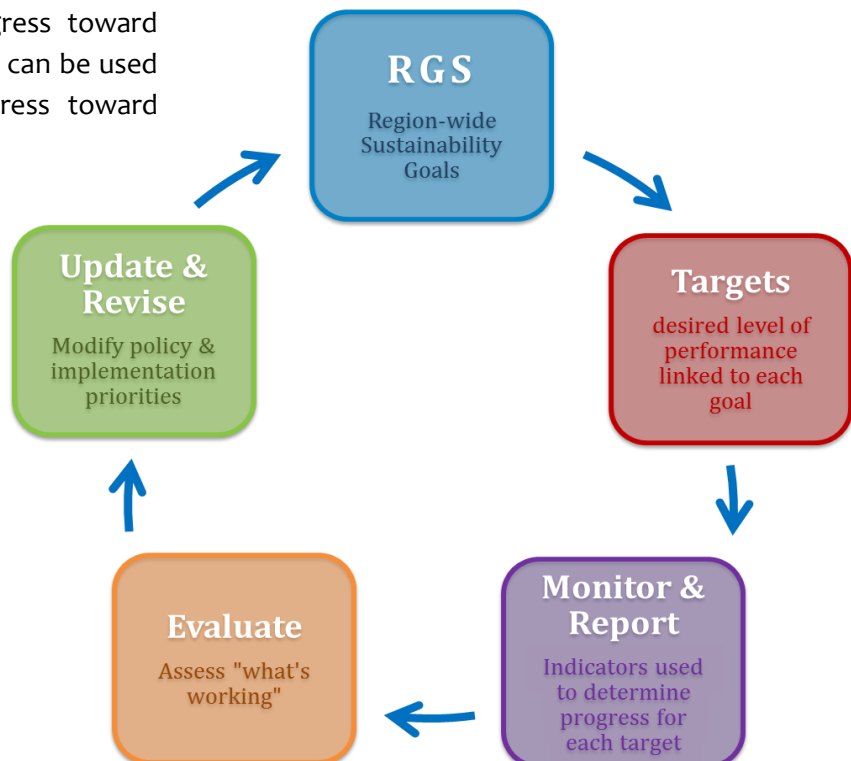 gress toward
can be used
ress toward
RGS
Region-wide
Sustainability
Goals
Targets
desired level of
performance
linked to each
goal
Monitor &
Report
Indicators used
to determine
progress for
each target
Evaluate
Assess "what's
working"
Update &
Revise
Modify policy &
implementation
priorities